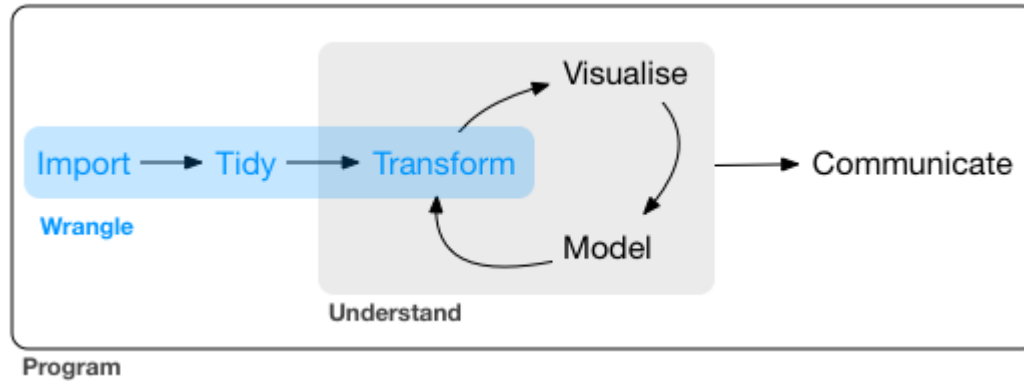 Visualise
Import Tidy Transform Communicate
Wrangle
Model
Understand
Program